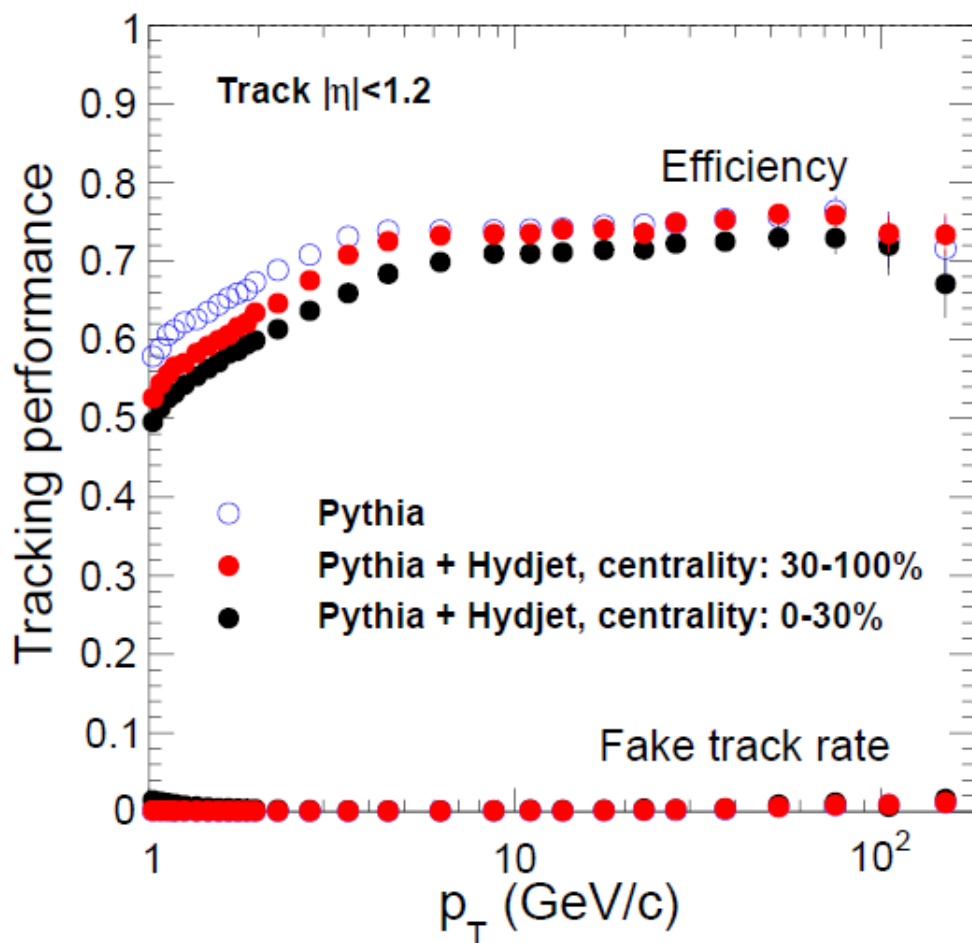 Track |η|<1.2
Efficiency
Pythia
Pythia + Hydjet, centrality: 30-100%
Pythia + Hydjet, centrality: 0-30%
Fake track rate
Tracking performance
1
0.9
0.8
0.7
0.6
0.5
0.4
0.3
0.2
0.1
0
1
10
10²
p_T (GeV/c)